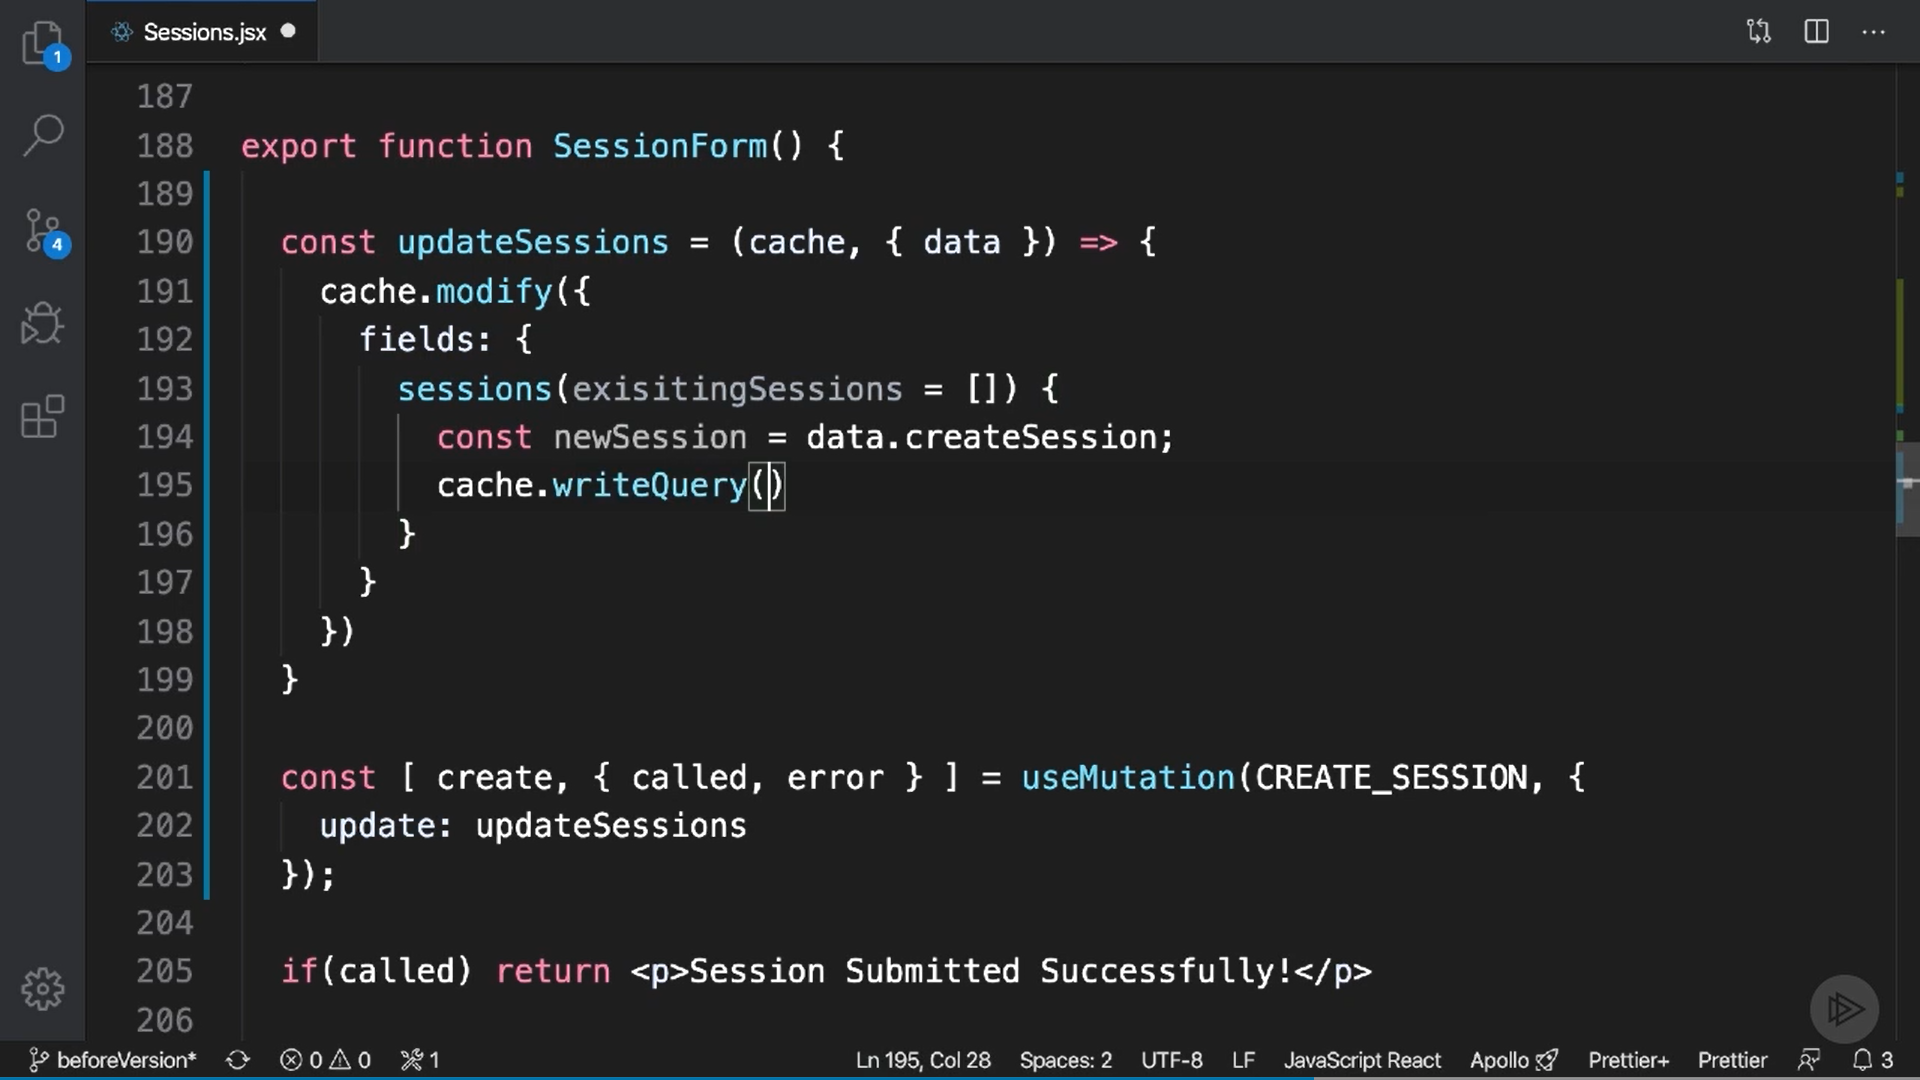 Sessions.jsx
1
4
187
188 export function SessionForm() {
189
190 const updateSessions = (cache, { data }) => {
191 cache.modify({
192 fields: {
193 sessions(exisitingSessions = []) {
194 const newSession = data.createSession;
195 cache.writeQuery()
196 }
197 }
198 })
199 }
200
201 const [ create, { called, error } ] = useMutation(CREATE_SESSION, {
202 update: updateSessions
203 });
204
205 if(called) return <p>Session Submitted Successfully!</p>
206
beforeVersion* 0 0 1 Ln 195, Col 28 Spaces: 2 UTF-8 LF JavaScript React Apollo Prettier+ Prettier 3